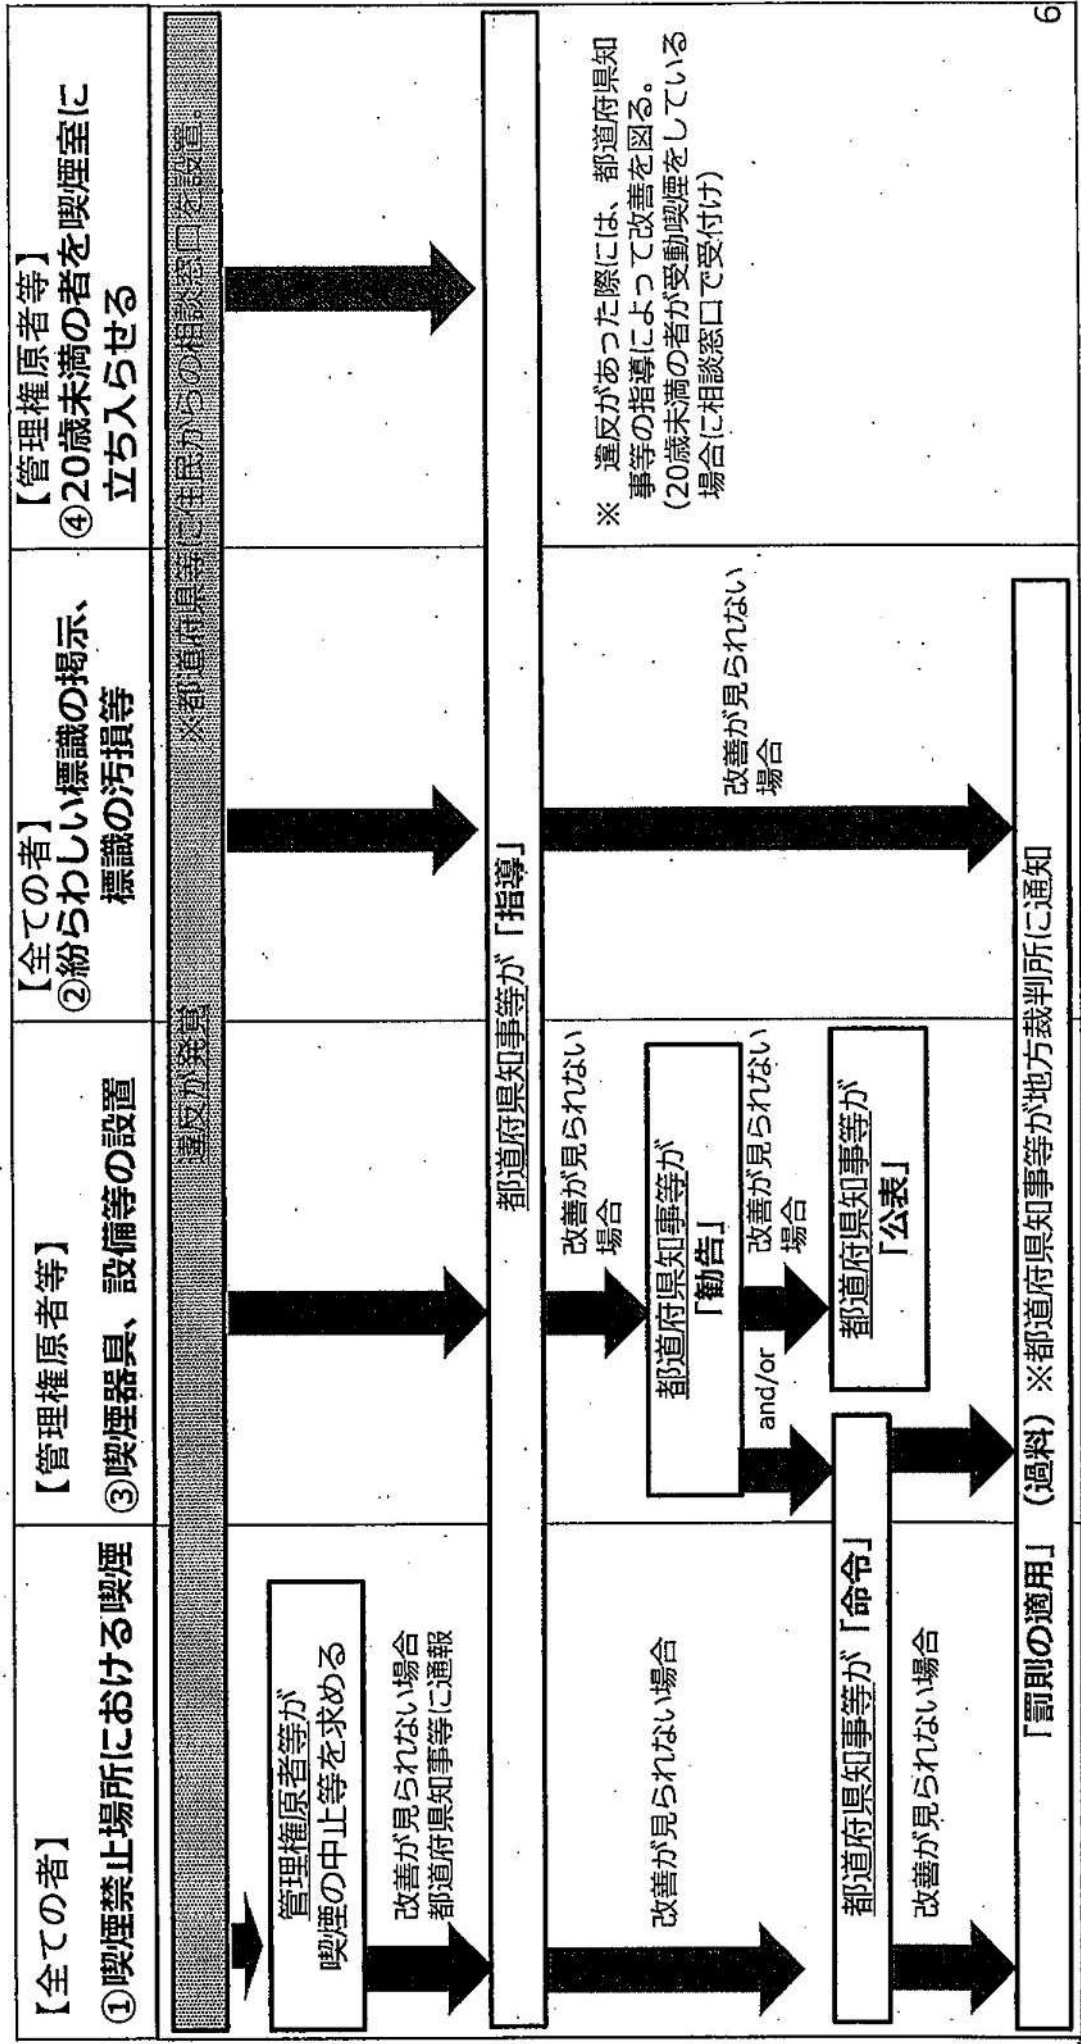 【全ての者】
①喫煙禁止場所における喫煙
【管理権原者等】
③喫煙器具、設備等の設置
【全ての者】
②紛らわしい標識の掲示、
標識の汚損等
【管理権原者等】
④20歳未満の者を喫煙室に
立ち入らせる
違反が発覚 ※都道府県等に住民からの相談窓口を設置。
管理権原者等が
喫煙の中止等を求める
改善が見られない場合
都道府県知事等に通報
都道府県知事等が「指導」
改善が見られない場合
改善が見られない
場合
都道府県知事等が
「勧告」
and/or
改善が見られない
場合
都道府県知事等が「命令」
都道府県知事等が
「公表」
改善が見られない場合
改善が見られない
場合
※ 違反があった際には、都道府県知
事等の指導によって改善を図る。
(20歳未満の者が受動喫煙をしている
場合に相談窓口で受付け)
「罰則の適用」(過料) ※都道府県知事等が地方裁判所に通知
6